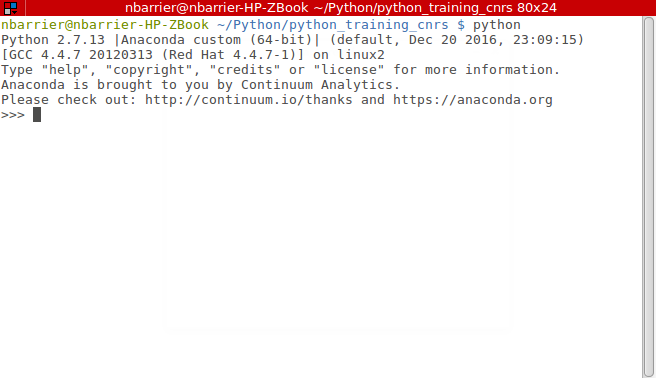 nbarrier@nbarrier-HP-ZBook ~/Python/python_training_cnrs 80x24
nbarrier@nbarrier-HP-ZBook ~/Python/python_training_cnrs $ python
Python 2.7.13 |Anaconda custom (64-bit)| (default, Dec 20 2016, 23:09:15)
[GCC 4.4.7 20120313 (Red Hat 4.4.7-1)] on linux2
Type "help", "copyright", "credits" or "license" for more information.
Anaconda is brought to you by Continuum Analytics.
Please check out: http://continuum.io/thanks and https://anaconda.org
>>>